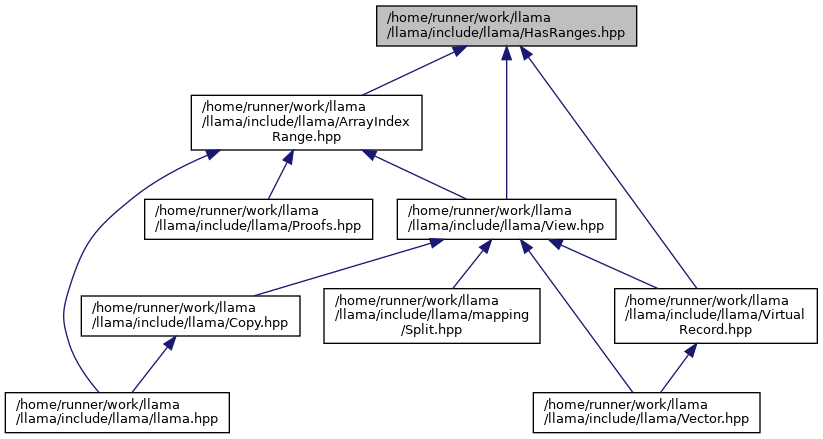 /home/runner/work/llama
/llama/include/llama/HasRanges.hpp
/home/runner/work/llama
/llama/include/llama/ArrayIndex
Range.hpp
/home/runner/work/llama
/llama/include/llama/Proofs.hpp
/home/runner/work/llama
/llama/include/llama/View.hpp
/home/runner/work/llama
/llama/include/llama/Copy.hpp
/home/runner/work/llama
/llama/include/llama/mapping
/Split.hpp
/home/runner/work/llama
/llama/include/llama/Virtual
Record.hpp
/home/runner/work/llama
/llama/include/llama/llama.hpp
/home/runner/work/llama
/llama/include/llama/Vector.hpp